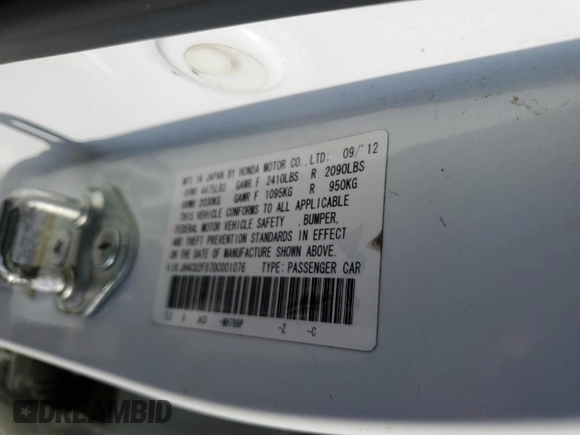 MFD IN JAPAN BY HONDA MOTOR CO.,LTD: 09/'12
GVWR 4475LBS GAWR F 2410LBS R 2090LBS
GVWR 2030KG GAWR F 1095KG R 950KG
THIS VEHICLE CONFORMS TO ALL APPLICABLE
FEDERAL MOTOR VEHICLE SAFETY ,BUMPER,
AND THEFT PREVENTION STANDARDS IN EFFECT
ON THE DATE OF MANUFACTURE SHOWN ABOVE.
TYPE: PASSENGER CAR
-NH788P -Z -C
DREAMBID